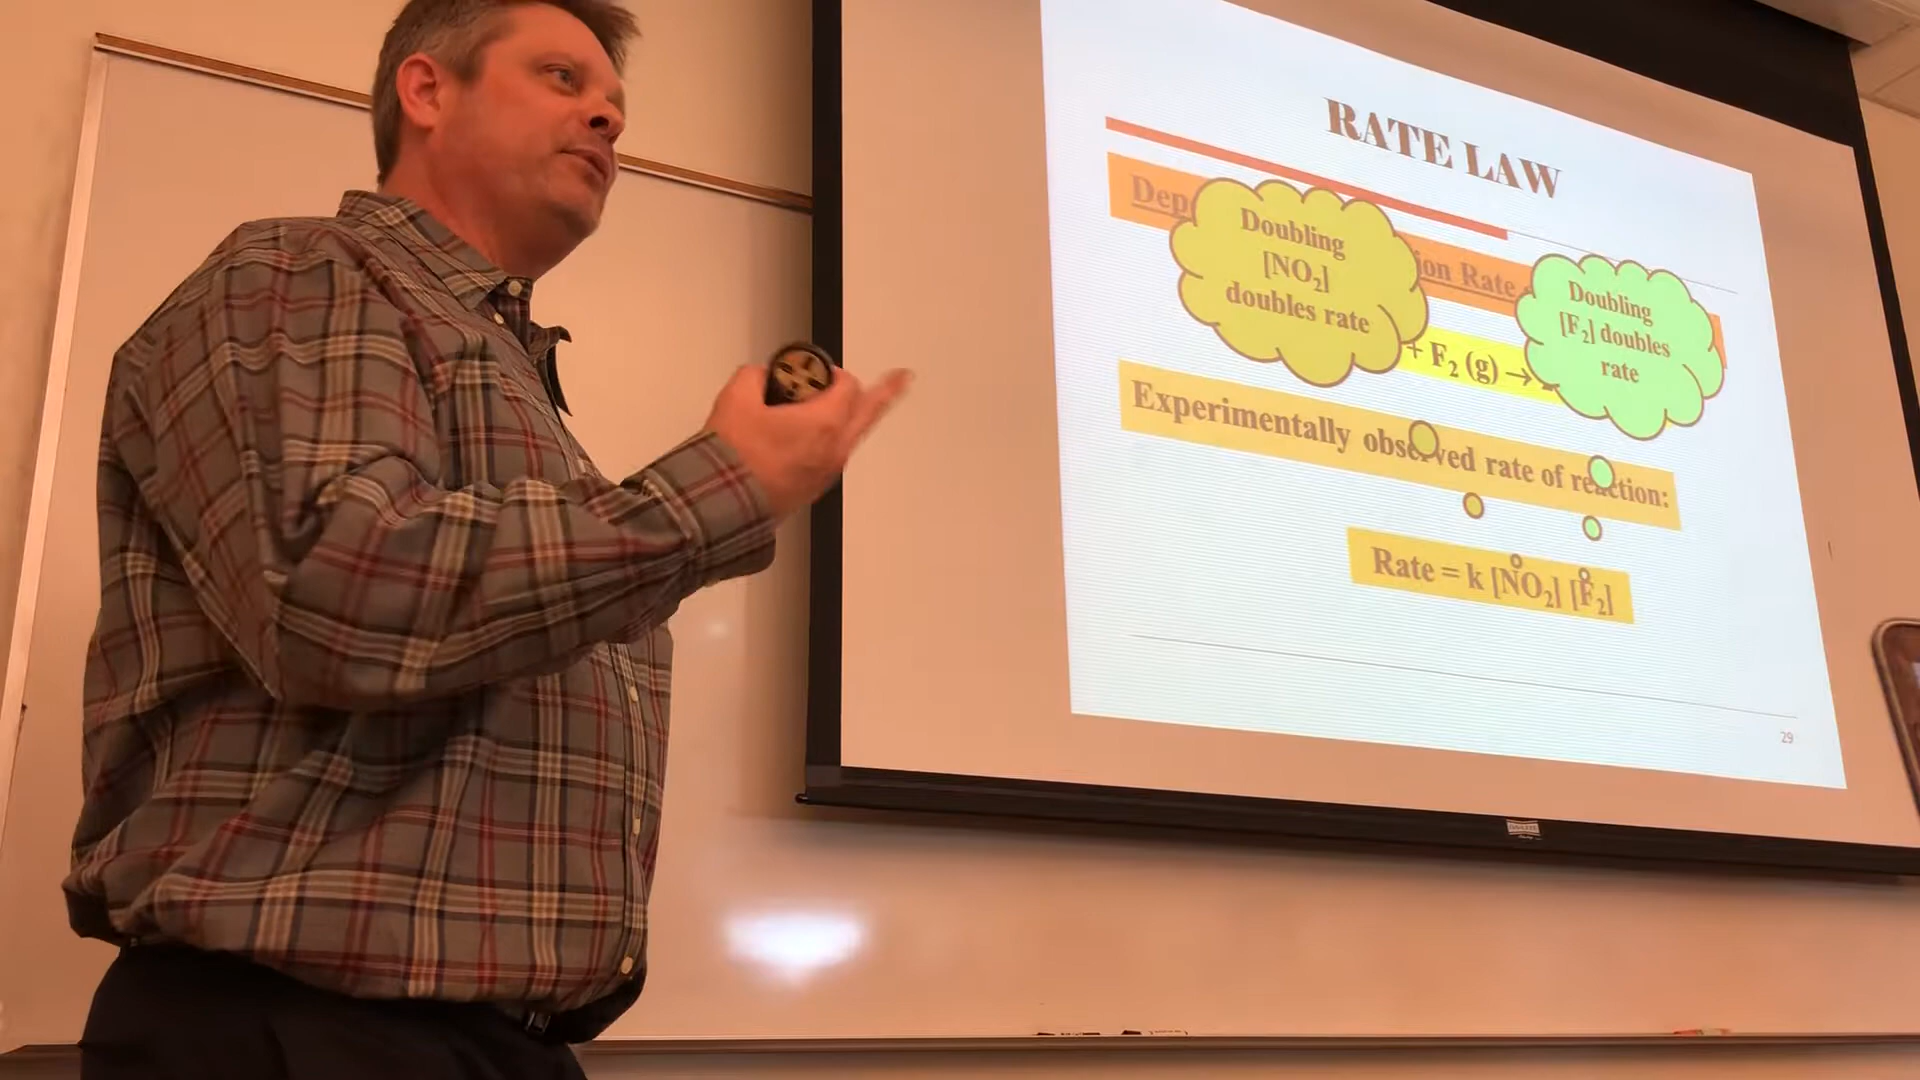 RATE LAW
Dep
ion Rate
Doubling
[NO₂]
doubles rate
Doubling
[F₂] doubles
rate
+ F₂ (g) →
Experimentally observed rate of reaction:
Rate = k [NO₂] [F₂]
29